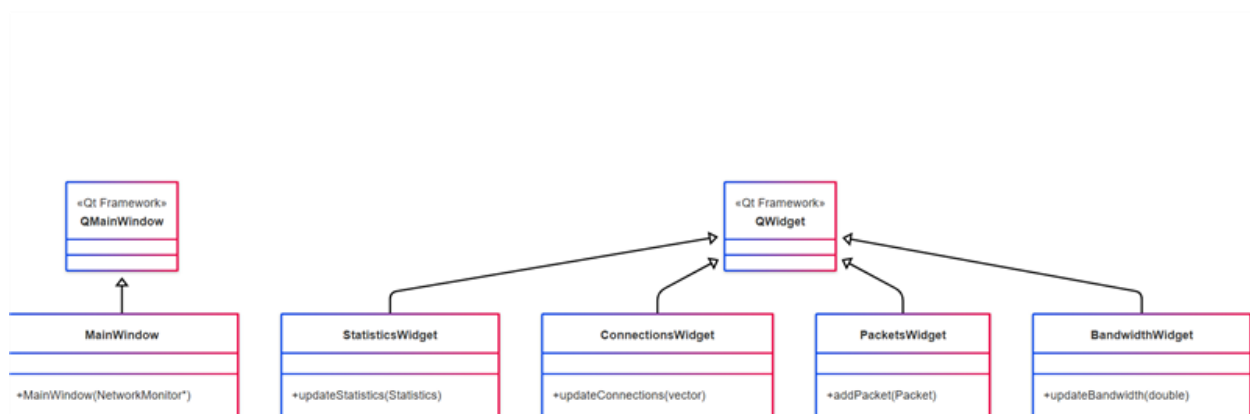 «Qt Framework»
QMainWindow
«Qt Framework»
QWidget
MainWindow
StatisticsWidget
ConnectionsWidget
PacketsWidget
BandwidthWidget
+MainWindow(NetworkMonitor*)
+updateStatistics(Statistics)
+updateConnections(vector)
+addPacket(Packet)
+updateBandwidth(double)